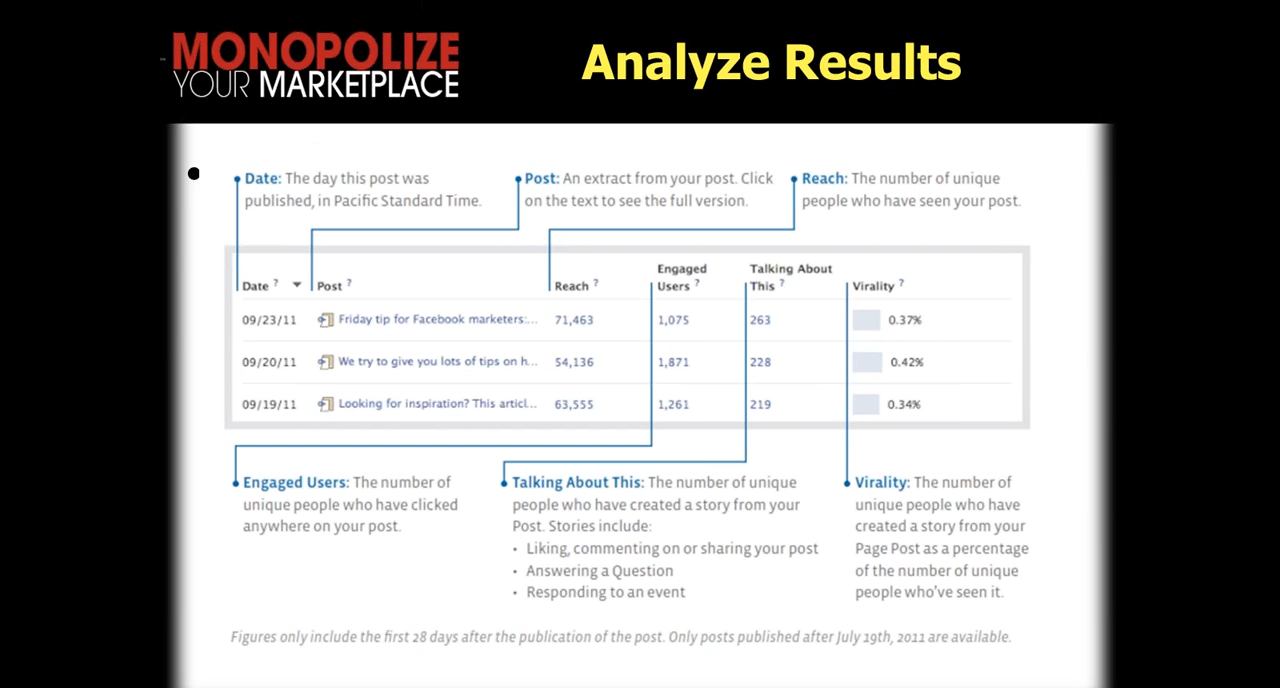 MONOPOLIZE
YOUR MARKETPLACE
Analyze Results
• Date: The day this post was
published, in Pacific Standard Time.
Post: An extract from your post. Click
on the text to see the full version.
Reach: The number of unique
people who have seen your post.
Date ? Post ? Reach ? Engaged Users ? Talking About This ? Virality ?
09/23/11 Friday tip for Facebook marketers:... 71,463 1,075 263 0.37%
09/20/11 We try to give you lots of tips on h... 54,136 1,871 228 0.42%
09/19/11 Looking for inspiration? This articl... 63,555 1,261 219 0.34%
Engaged Users: The number of
unique people who have clicked
anywhere on your post.
Talking About This: The number of unique
people who have created a story from your
Post. Stories include:
• Liking, commenting on or sharing your post
• Answering a Question
• Responding to an event
Virality: The number of
unique people who have
created a story from your
Page Post as a percentage
of the number of unique
people who've seen it.
Figures only include the first 28 days after the publication of the post. Only posts published after July 19th, 2011 are available.